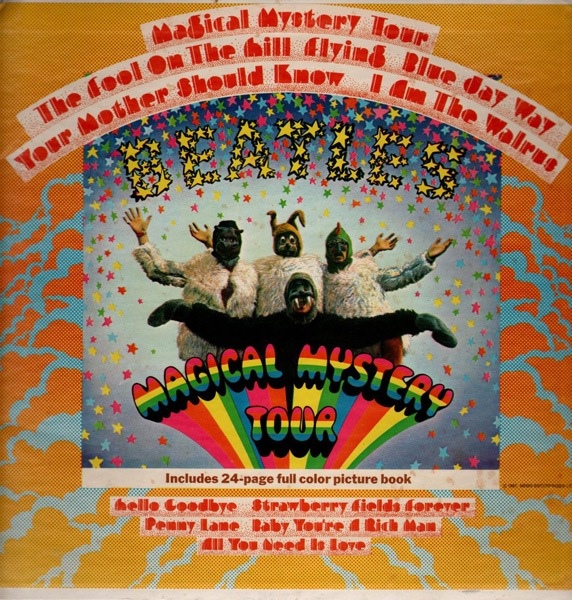 Magical Mystery Tour
The Fool On The Hill Flying Blue Jay Way
Your Mother Should Know I Am The Walrus
BEATLES
MAGICAL MYSTERY
TOUR
Includes 24-page full color picture book
Hello Goodbye Strawberry Fields Forever
Penny Lane Baby You're A Rich Man
All You Need Is Love